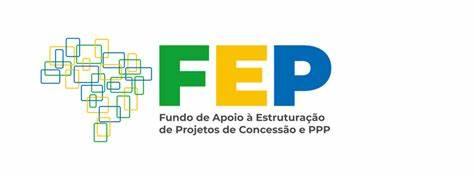 FEP
Fundo de Apoio à Estruturação
de Projetos de Concessão e PPP